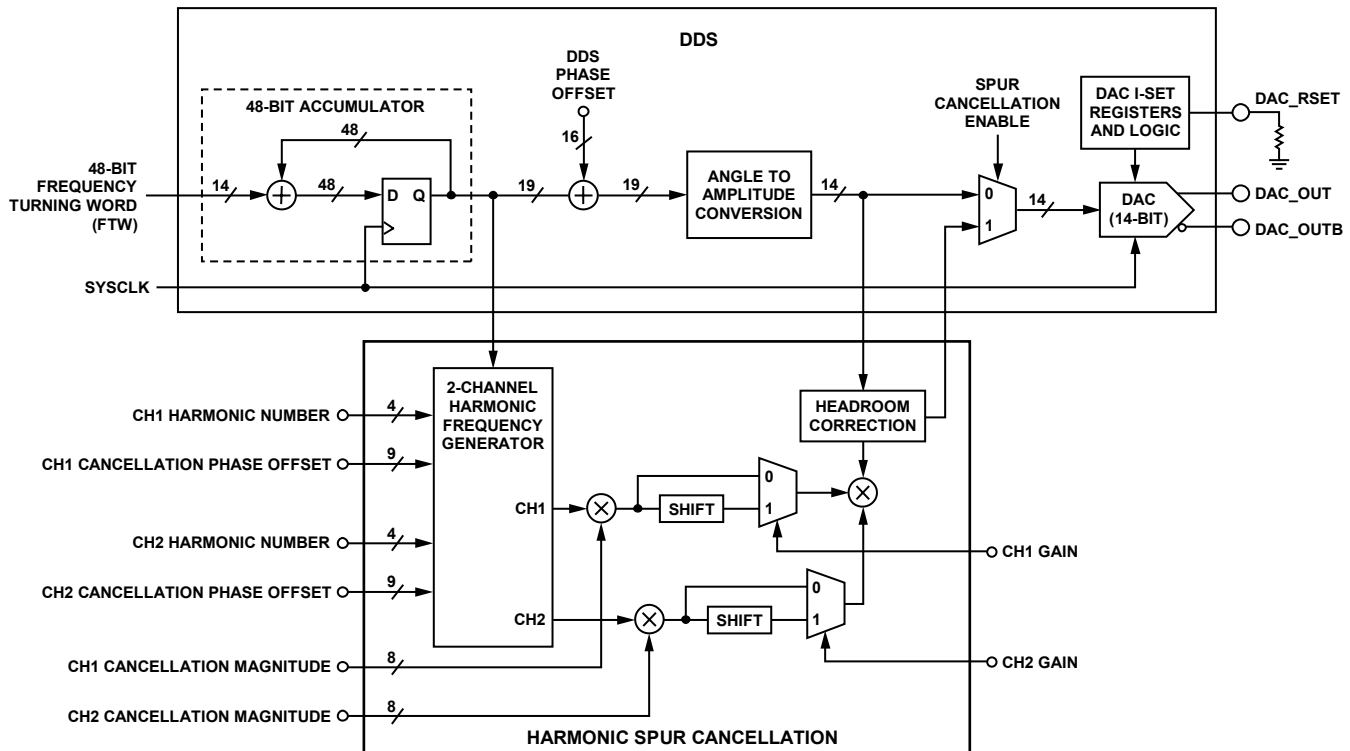 DDS
48-BIT ACCUMULATOR
DDS
PHASE
OFFSET
SPUR
CANCELLATION
ENABLE
DAC I-SET
REGISTERS
AND LOGIC
DAC_RSET
48-BIT
FREQUENCY
TURNING WORD
(FTW)
14
48
48
D Q
19
16
19
ANGLE TO
AMPLITUDE
CONVERSION
14
0
1
14
DAC
(14-BIT)
DAC_OUT
DAC_OUTB
SYSCLK
2-CHANNEL
HARMONIC
FREQUENCY
GENERATOR
HEADROOM
CORRECTION
CH1 HARMONIC NUMBER
4
CH1 CANCELLATION PHASE OFFSET
9
CH1
SHIFT
0
1
CH2 HARMONIC NUMBER
4
CH1 GAIN
CH2 CANCELLATION PHASE OFFSET
9
CH2
SHIFT
0
1
CH1 CANCELLATION MAGNITUDE
8
CH2 GAIN
CH2 CANCELLATION MAGNITUDE
8
HARMONIC SPUR CANCELLATION